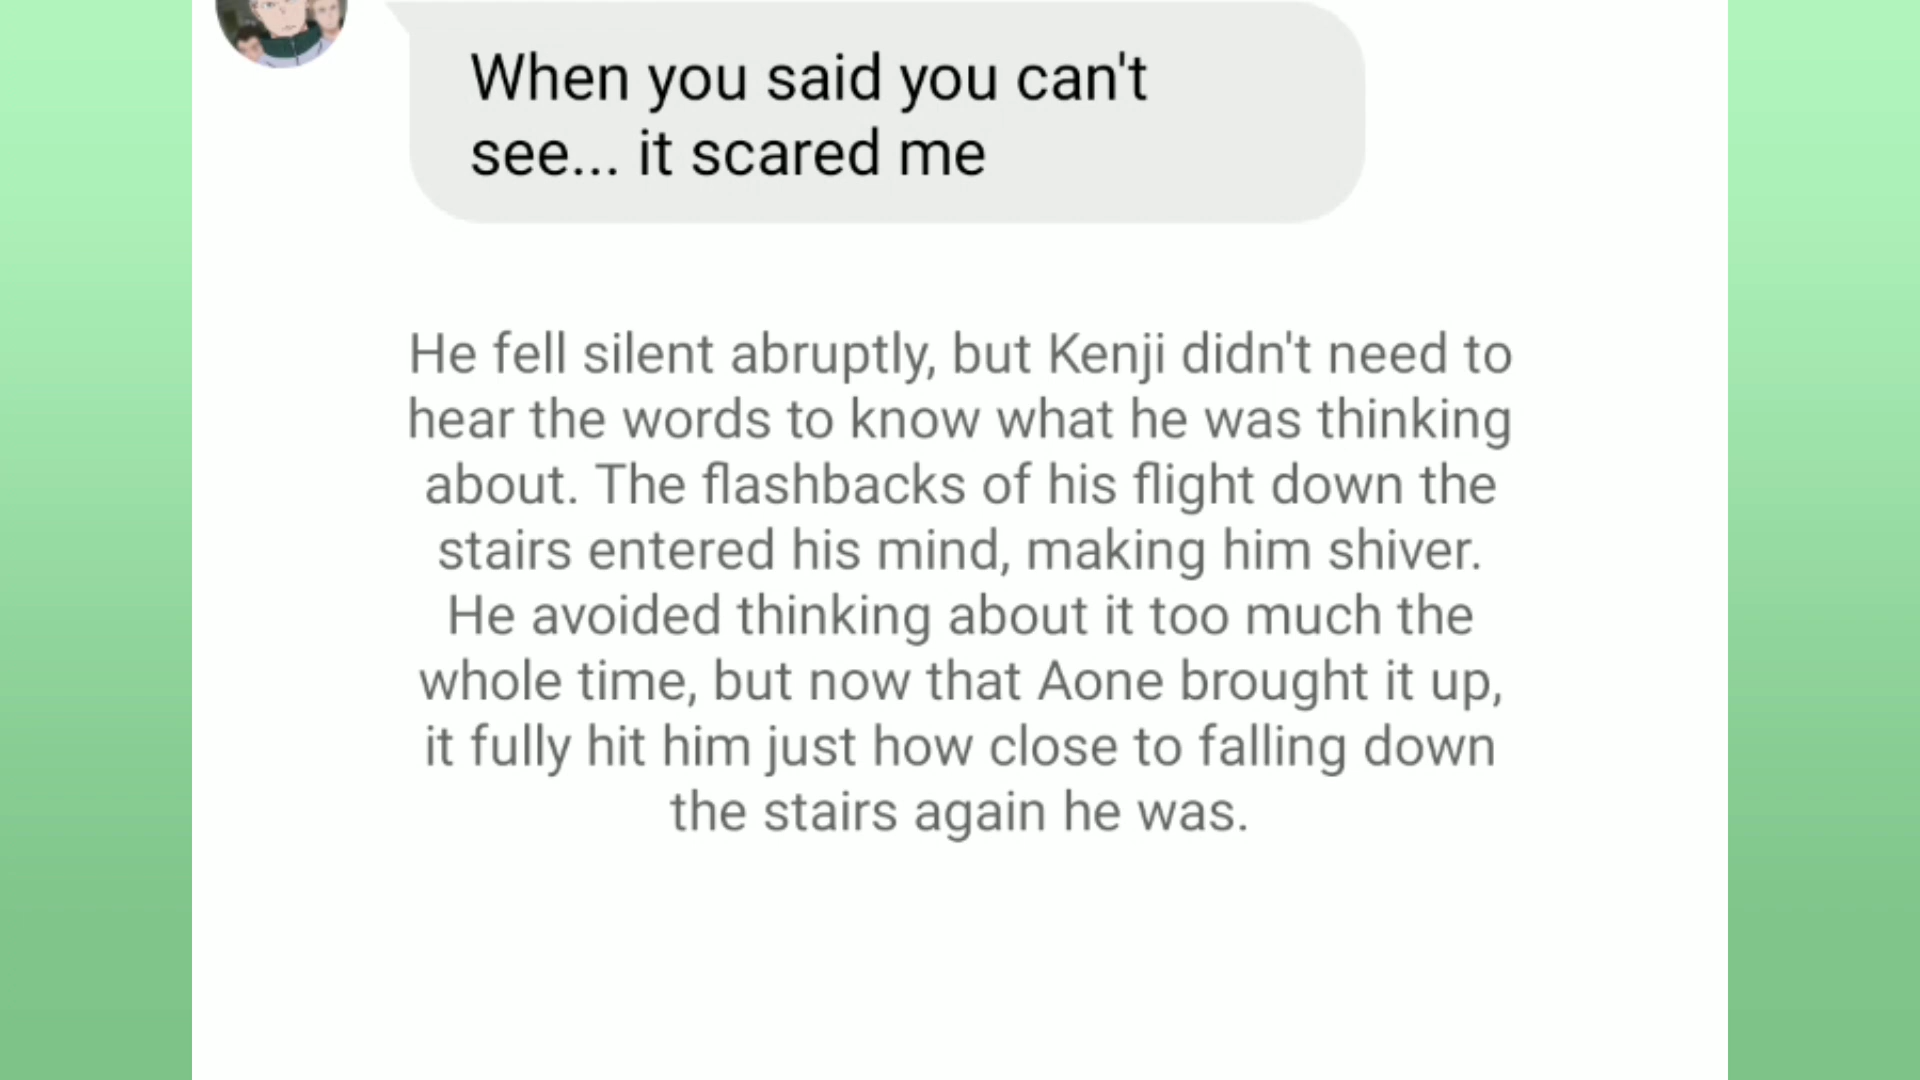 When you said you can't
see... it scared me
He fell silent abruptly, but Kenji didn't need to
hear the words to know what he was thinking
about. The flashbacks of his flight down the
stairs entered his mind, making him shiver.
He avoided thinking about it too much the
whole time, but now that Aone brought it up,
it fully hit him just how close to falling down
the stairs again he was.